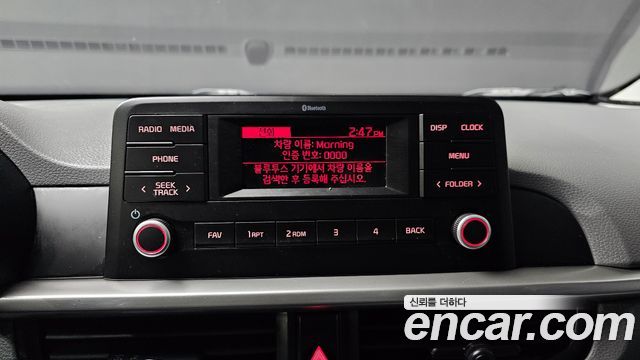 Bluetooth
전화 2:47 PM
차량 이름: Morning
인증 번호: 0000
블루투스 기기에서 차량 이름을
검색한 후 등록해 주십시오.
RADIO MEDIA
PHONE
< SEEK TRACK >
DISP CLOCK
MENU
< FOLDER >
FAV 1 RPT 2 RDM 3 4 BACK
신뢰를 더하다
encar.com